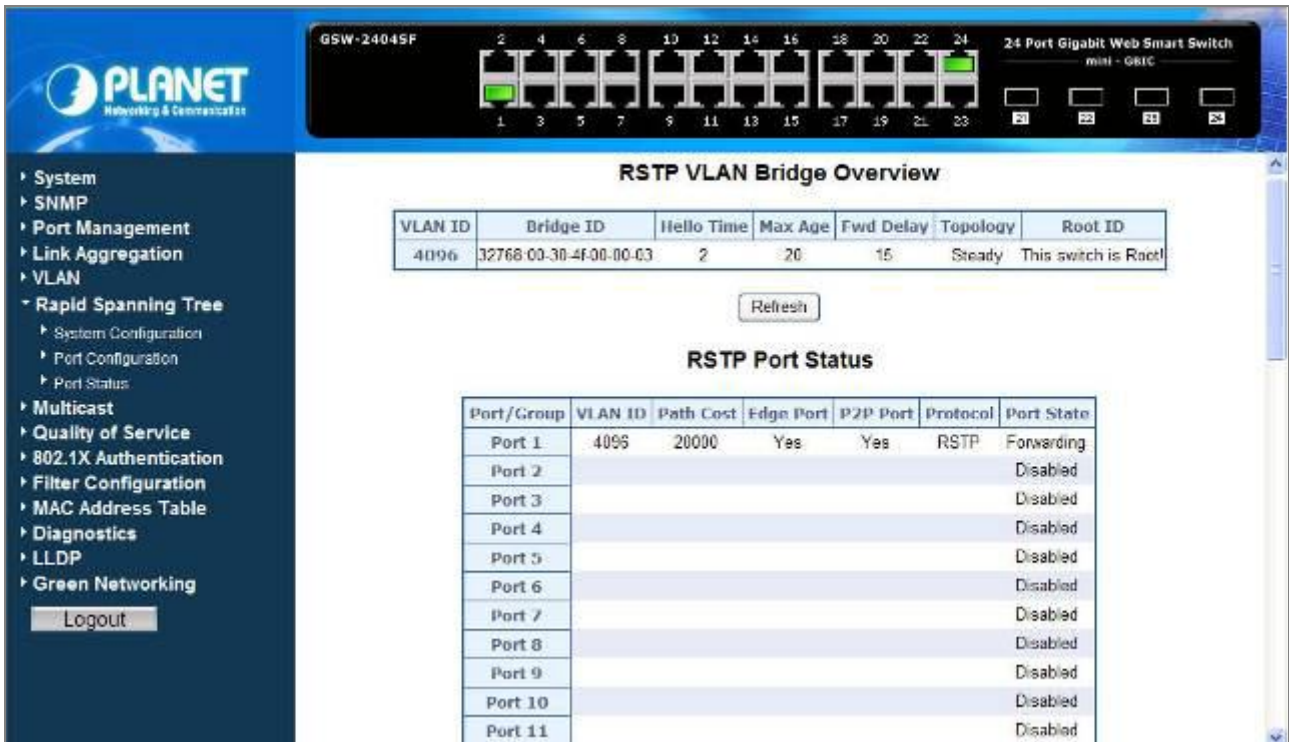 GSW-2404SF
2 4 6 8 10 12 14 16 18 20 22 24
24 Port Gigabit Web Smart Switch
mini - GBIC
1 3 5 7 9 11 13 15 17 19 21 23
21 22 23 24
PLANET
Networking & Communication
System
SNMP
Port Management
Link Aggregation
VLAN
Rapid Spanning Tree
System Configuration
Port Configuration
Port Status
Multicast
Quality of Service
802.1X Authentication
Filter Configuration
MAC Address Table
Diagnostics
LLDP
Green Networking
Logout
RSTP VLAN Bridge Overview
VLAN ID Bridge ID Hello Time Max Age Fwd Delay Topology Root ID
4096 32768:00-30-4f-00-00-03 2 20 15 Steady This switch is Root!
Refresh
RSTP Port Status
Port/Group VLAN ID Path Cost Edge Port P2P Port Protocol Port State
Port 1 4096 20000 Yes Yes RSTP Forwarding
Port 2 Disabled
Port 3 Disabled
Port 4 Disabled
Port 5 Disabled
Port 6 Disabled
Port 7 Disabled
Port 8 Disabled
Port 9 Disabled
Port 10 Disabled
Port 11 Disabled